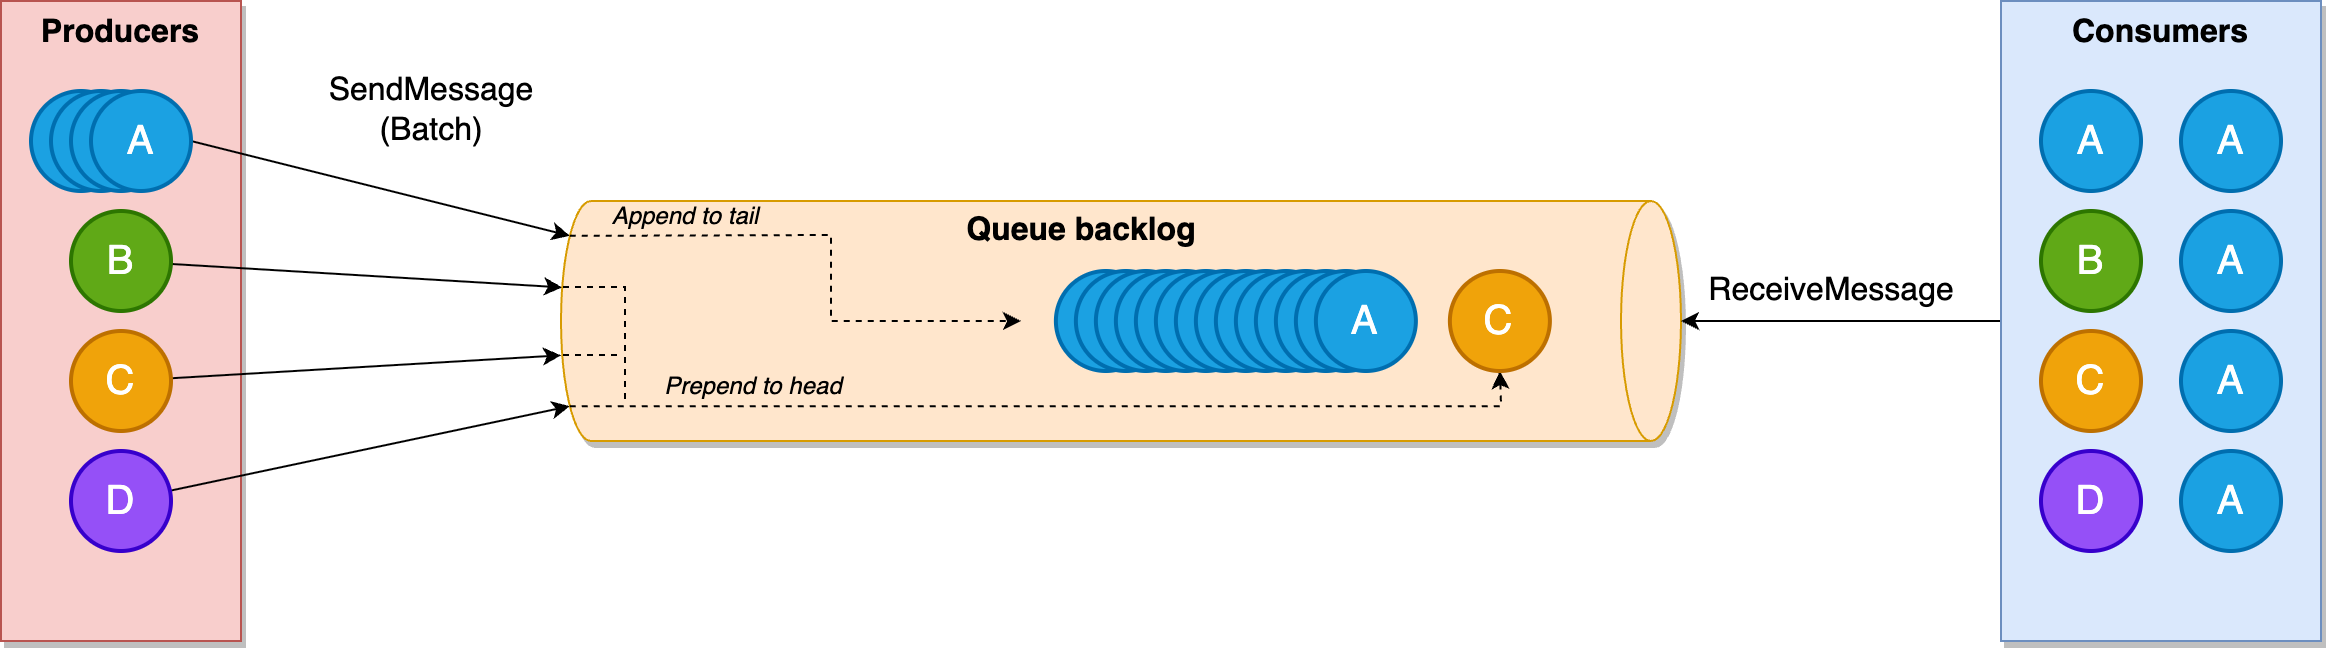 Producers
A
B
C
D
SendMessage
(Batch)
Append to tail
Queue backlog
A
C
Prepend to head
ReceiveMessage
Consumers
A A
B A
C A
D A